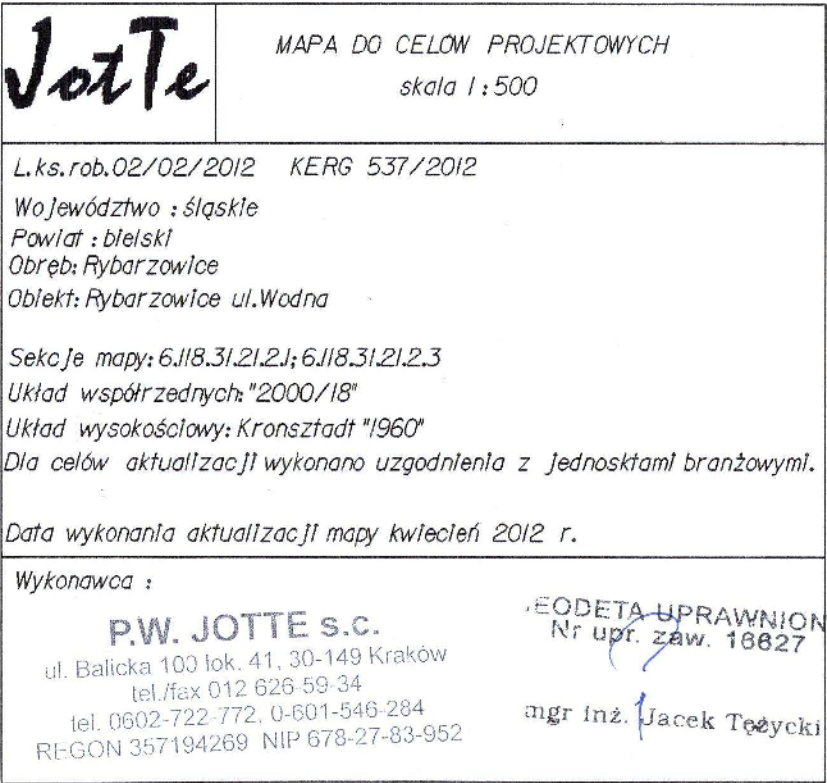 JotTe
MAPA DO CELOW PROJEKTOWYCH
skala 1:500
L.ks.rob.02/02/2012 KERG 537/2012
Województwo : śląskie
Powiat : bielski
Obręb: Rybarzowice
Obiekt: Rybarzowice ul.Wodna
Sekcje mapy: 6.118.31.21.2.1; 6.118.31.21.2.3
Układ współrzednych: "2000/18"
Układ wysokościowy: Kronsztadt "1960"
Dla celów aktualizacji wykonano uzgodnienia z jednosktami branżowymi.
Data wykonania aktualizacji mapy kwiecień 2012 r.
Wykonawca :
P.W. JOTTE s.c.
ul. Balicka 100 lok. 41, 30-149 Kraków
tel./fax 012 626-59-34
tel. 0602-722-772, 0-601-546-284
REGON 357194269 NIP 678-27-83-952
EODETA UPRAWNION
Nr upr. zaw. 16627
mgr inż. Jacek Tężycki